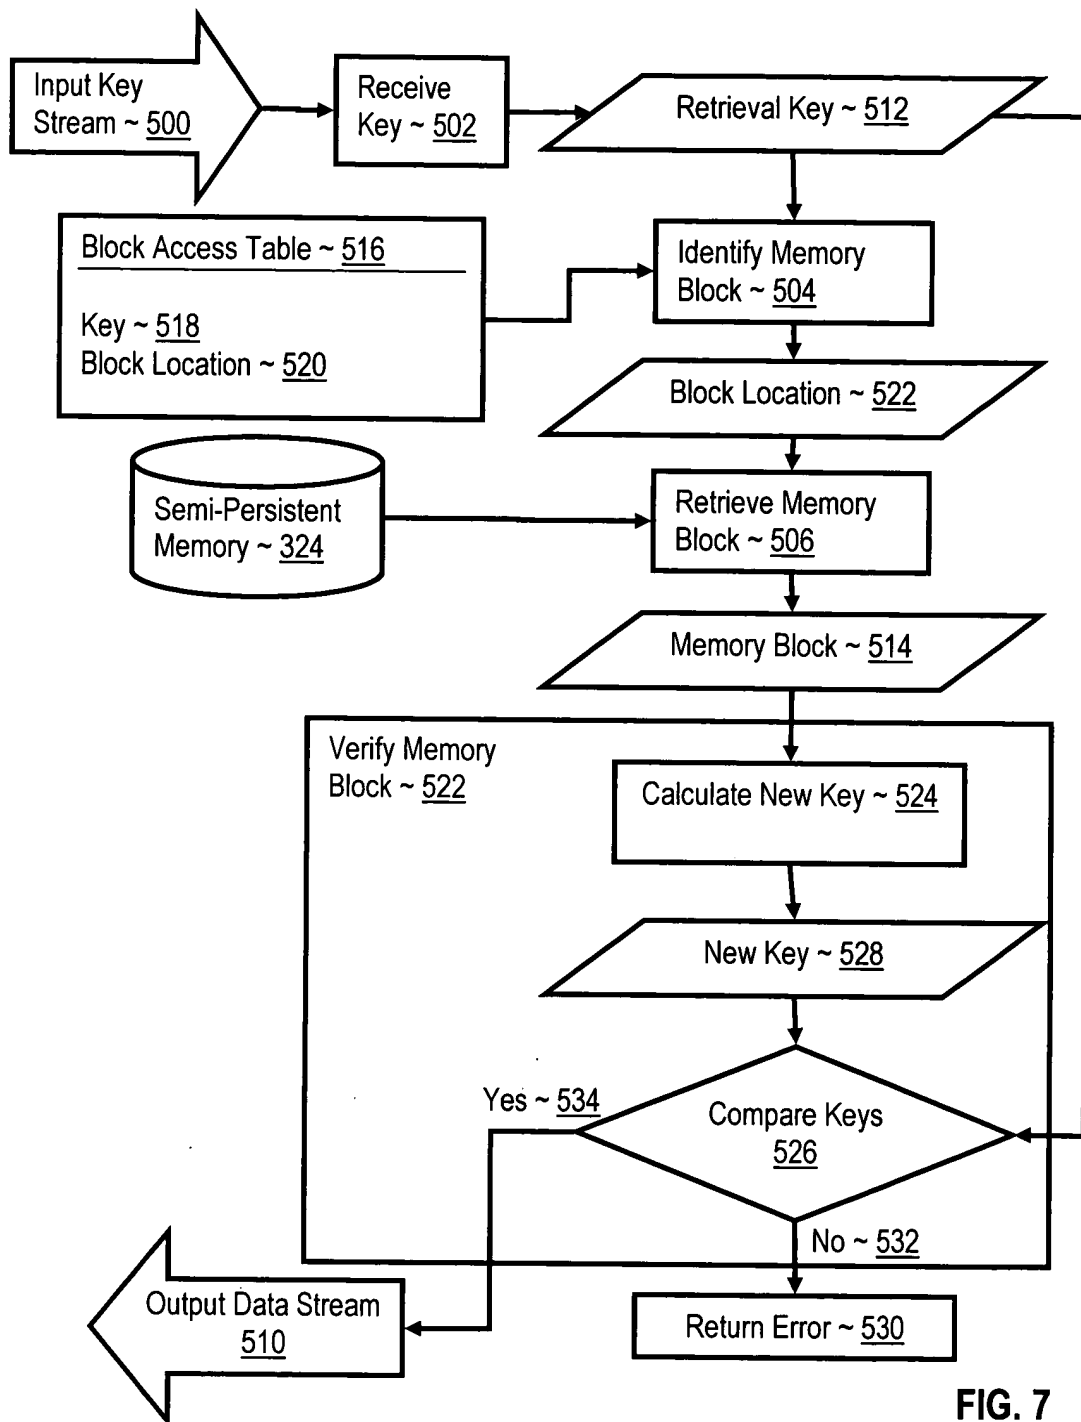 Input Key
Stream ~ 500
Receive
Key ~ 502
Retrieval Key ~ 512
Block Access Table ~ 516
Key ~ 518
Block Location ~ 520
Identify Memory
Block ~ 504
Block Location ~ 522
Semi-Persistent
Memory ~ 324
Retrieve Memory
Block ~ 506
Memory Block ~ 514
Verify Memory
Block ~ 522
Calculate New Key ~ 524
New Key ~ 528
Yes ~ 534
Compare Keys
526
No ~ 532
Output Data Stream
510
Return Error ~ 530
FIG. 7